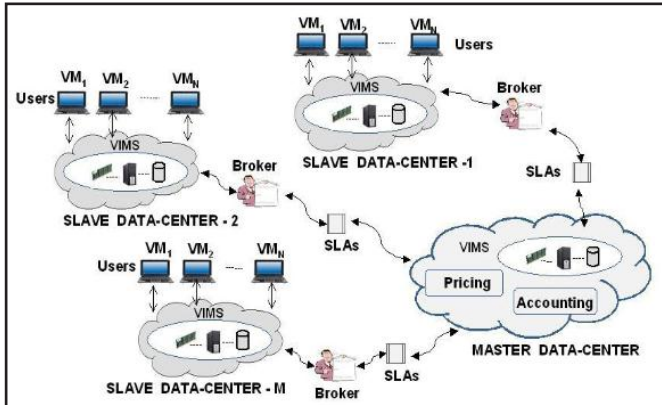 VM1 VM2 VMN
Users
VIMS
SLAVE DATA-CENTER -1
Broker
SLAs
VM1 VM2 VMN
Users
VIMS
SLAVE DATA-CENTER - 2
Broker
SLAs
VM1 VM2 VMN
Users
VIMS
SLAVE DATA-CENTER - M
Broker
SLAs
VIMS
Pricing
Accounting
MASTER DATA-CENTER